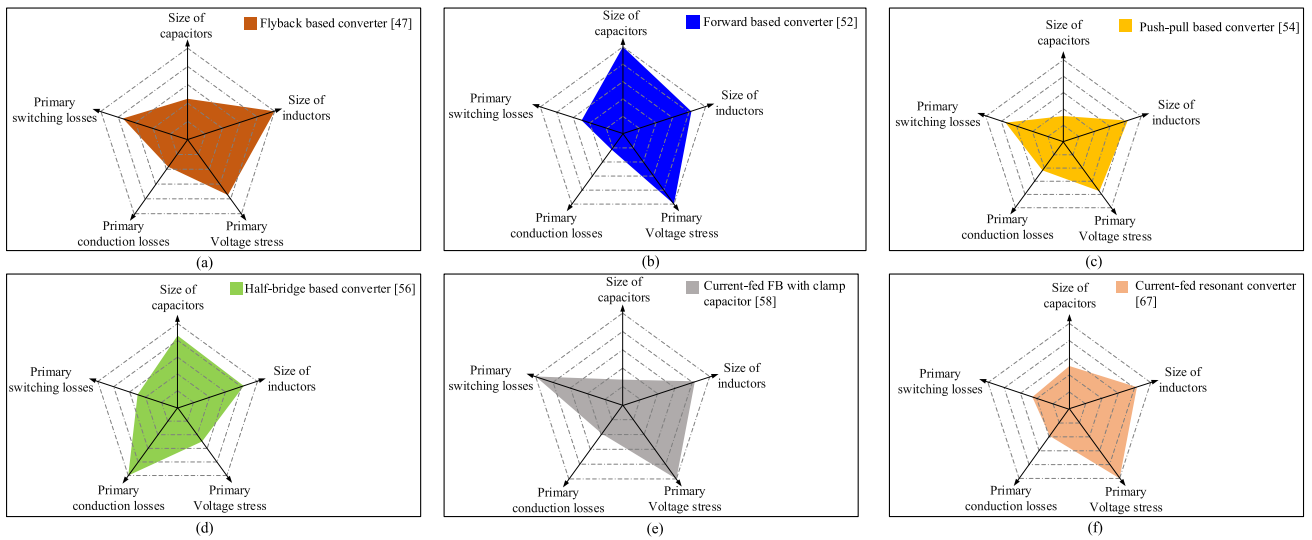 Size of
capacitors
Flyback based converter [47]
Primary
switching losses
Size of
inductors
Primary
conduction losses
Primary
Voltage stress
(a)
Size of
capacitors
Forward based converter [52]
Primary
switching losses
Size of
inductors
Primary
conduction losses
Primary
Voltage stress
(b)
Size of
capacitors
Push-pull based converter [54]
Primary
switching losses
Size of
inductors
Primary
conduction losses
Primary
Voltage stress
(c)
Size of
capacitors
Half-bridge based converter [56]
Primary
switching losses
Size of
inductors
Primary
conduction losses
Primary
Voltage stress
(d)
Size of
capacitors
Current-fed FB with clamp
capacitor [58]
Primary
switching losses
Size of
inductors
Primary
conduction losses
Primary
Voltage stress
(e)
Size of
capacitors
Current-fed resonant converter
[67]
Primary
switching losses
Size of
inductors
Primary
conduction losses
Primary
Voltage stress
(f)